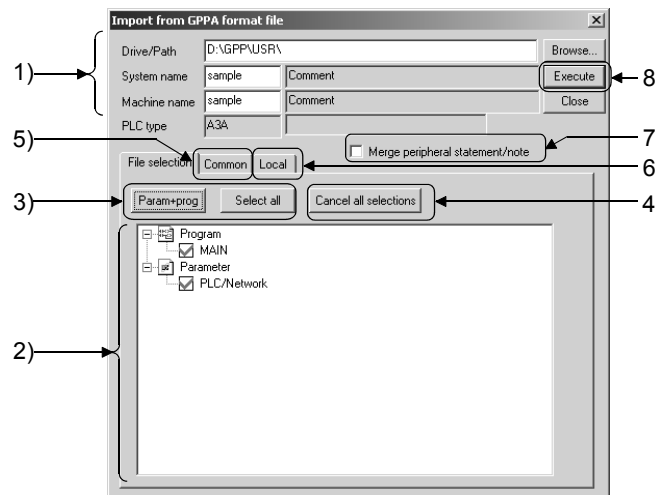 Import from GPPA format file
Drive/Path D:\GPP\USR\ Browse...
1) System name sample Comment Execute 8
Machine name sample Comment Close
PLC type A3A
5) 7
Merge peripheral statement/note
File selection Common Local 6
3) Param+prog Select all Cancel all selections 4
Program
MAIN
Parameter
PLC/Network
2)